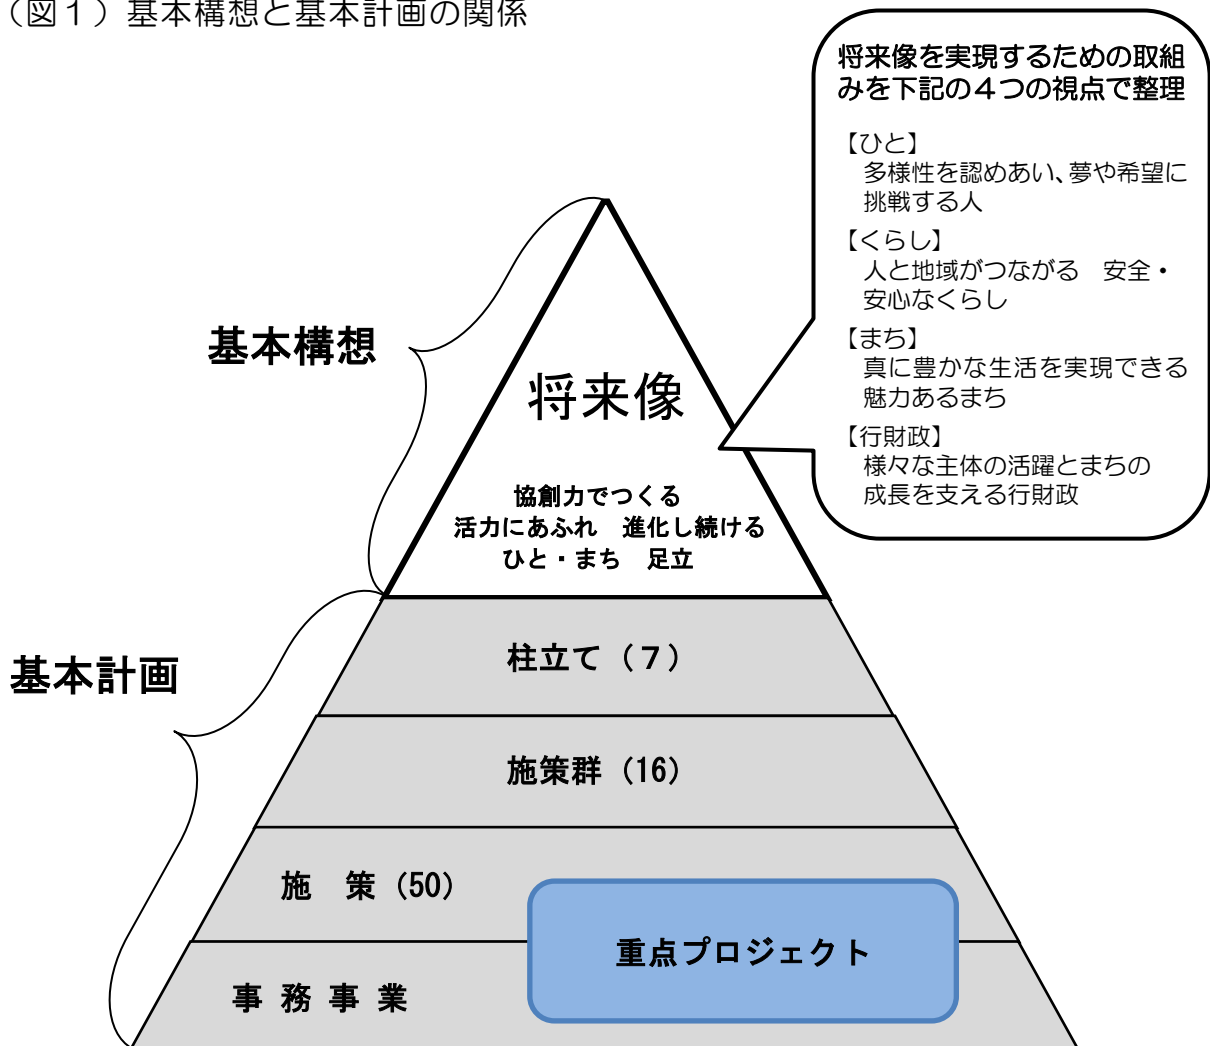 （図１）基本構想と基本計画の関係
将来像を実現するための取組
みを下記の４つの視点で整理
【ひと】
多様性を認めあい、夢や希望に
挑戦する人
【くらし】
人と地域がつながる　安全・
安心なくらし
【まち】
真に豊かな生活を実現できる
魅力あるまち
【行財政】
様々な主体の活躍とまちの
成長を支える行財政
基本構想
将来像
協創力でつくる
活力にあふれ　進化し続ける
ひと・まち　足立
基本計画
柱立て（７）
施策群（16）
施　策（50）
重点プロジェクト
事 務 事 業